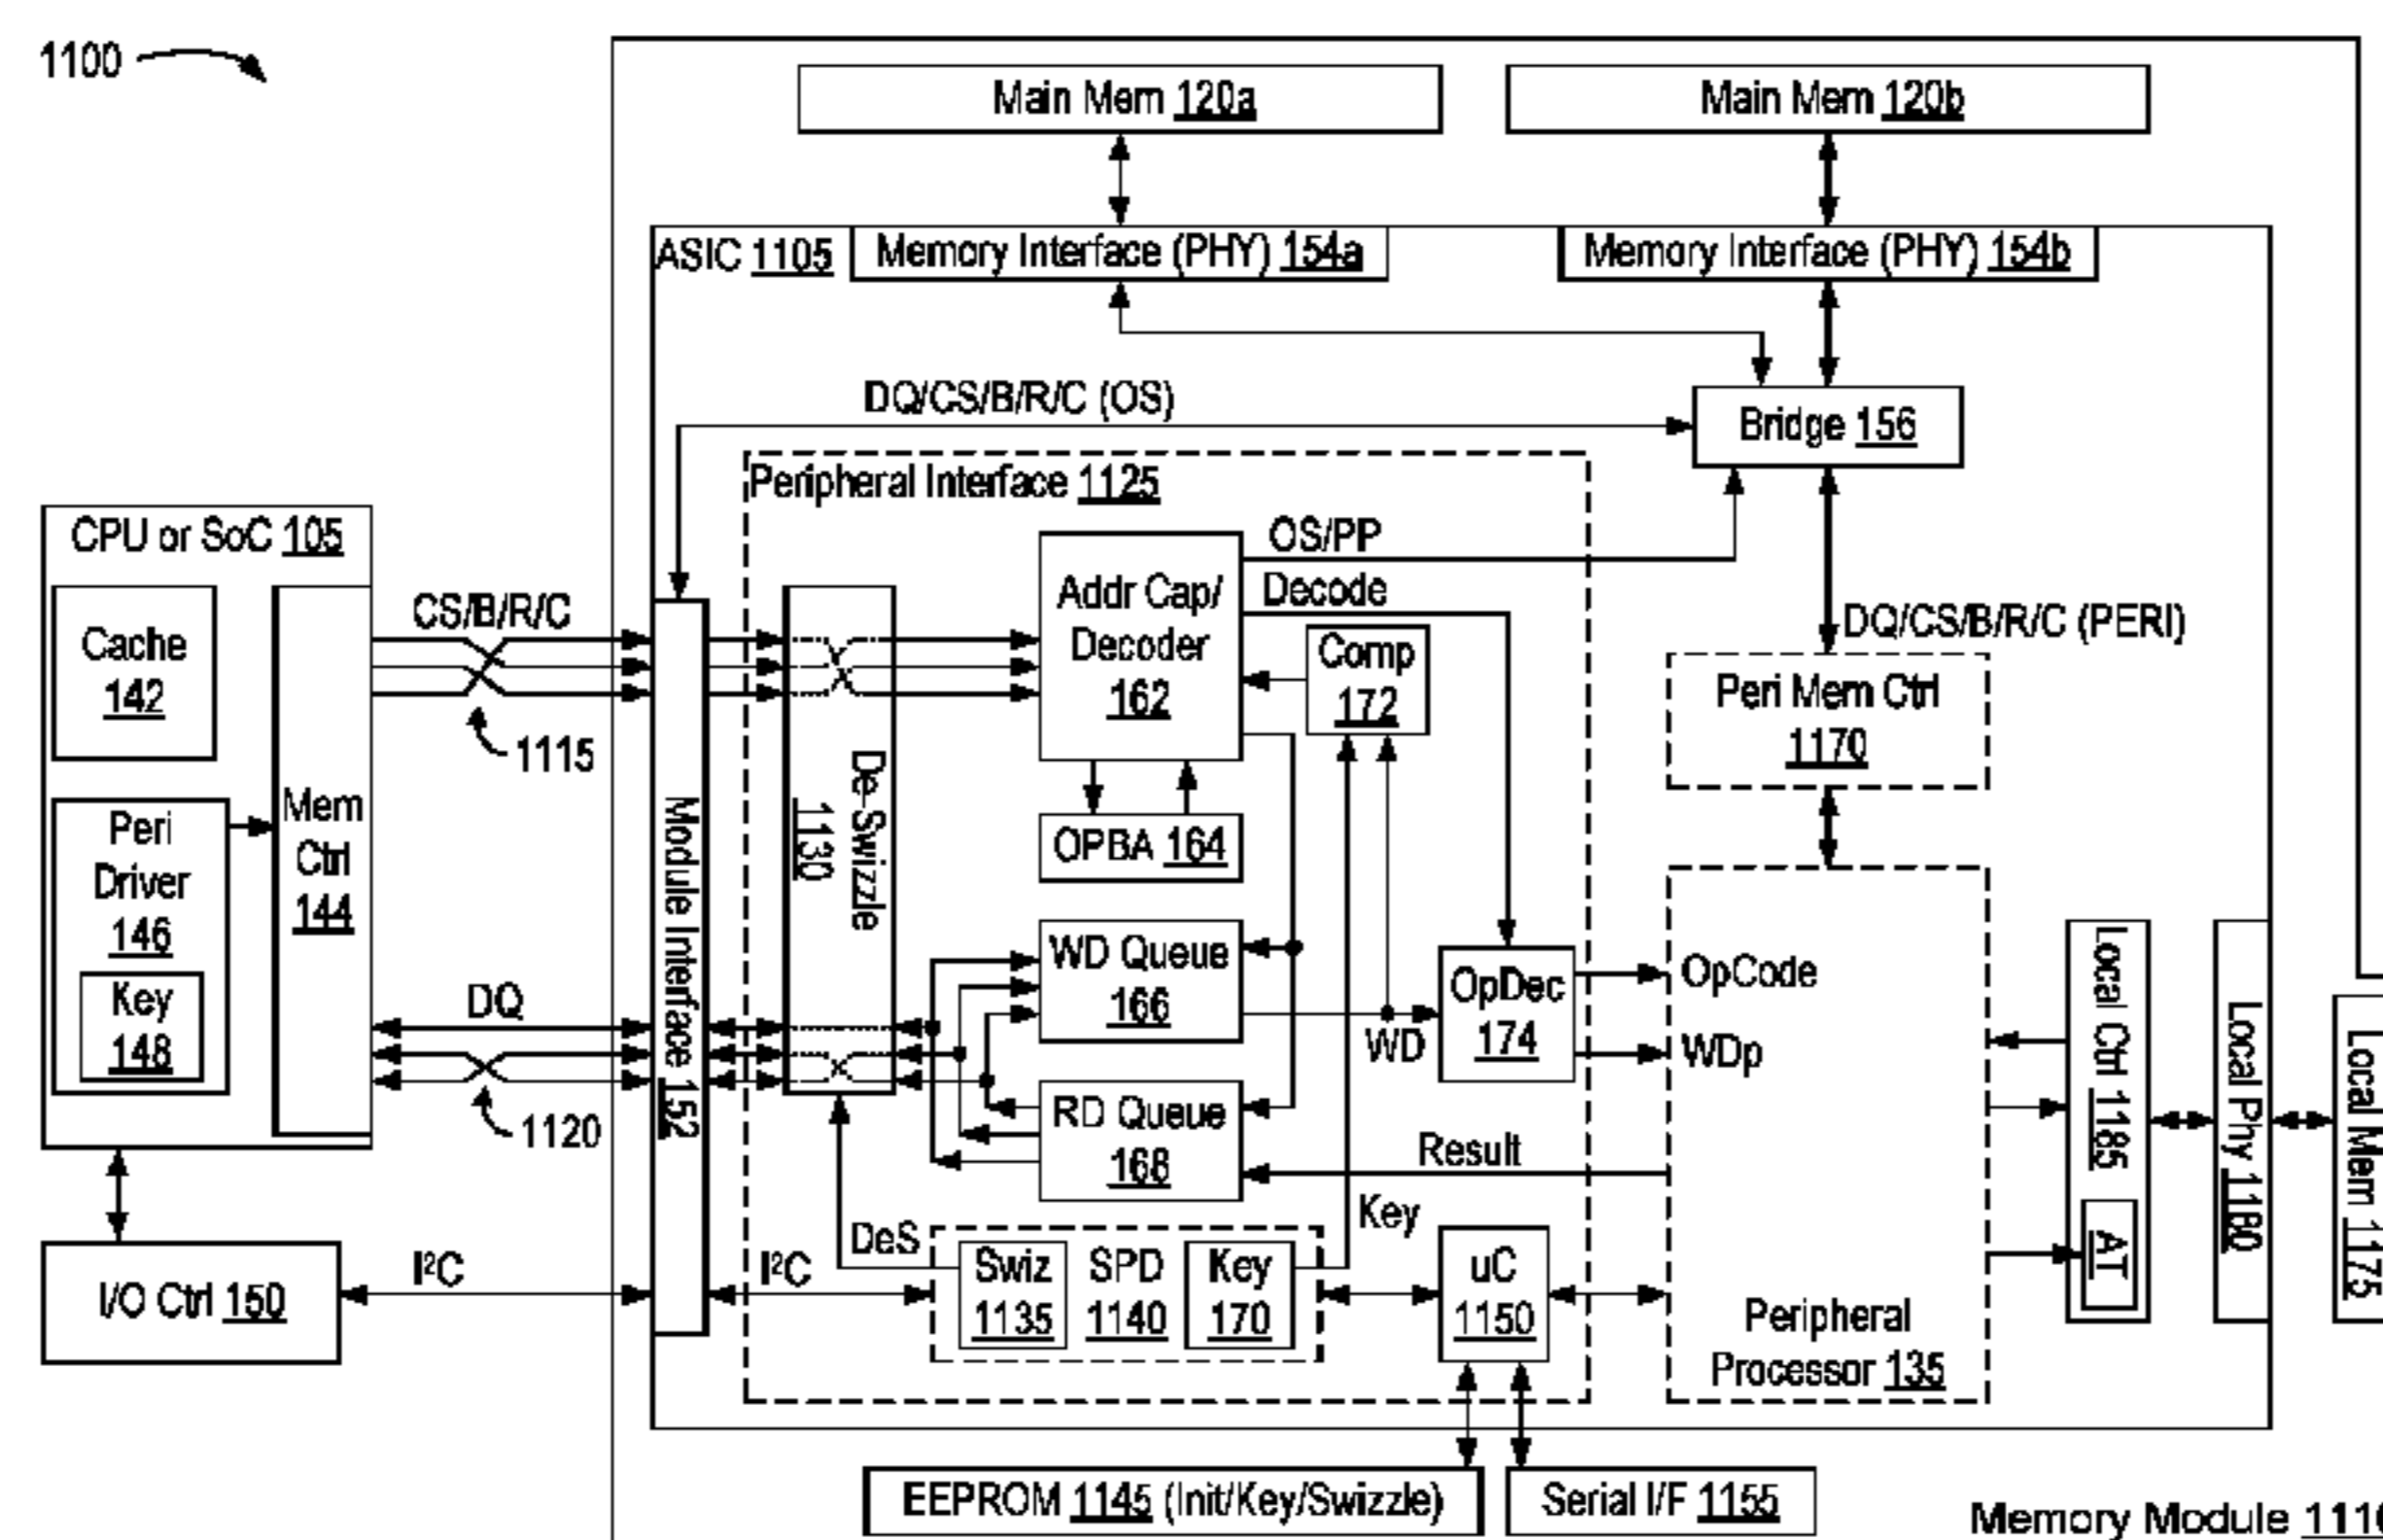 1100
Main Mem 120a
Main Mem 120b
ASIC 1105
Memory Interface (PHY) 154a
Memory Interface (PHY) 154b
DQ/CS/B/R/C (OS)
Bridge 156
Peripheral Interface 1125
CPU or SoC 105
Cache
142
Peri
Driver
146
Key
148
Mem
Ctrl
144
CS/B/R/C
1115
DQ
1120
Module Interface 152
De-Swizzle
1130
Addr Cap/
Decoder
162
OS/PP
Decode
Comp
172
OPBA 164
WD Queue
166
WD
OpDec
174
RD Queue
168
Result
Key
DQ/CS/B/R/C (PERI)
Peri Mem Ctrl
1170
OpCode
WDp
Peripheral
Processor 135
Local Ctrl 1185
AT
Local Phy 1180
Local Mem 1175
I/O Ctrl 150
I²C
I²C
DeS
Swiz
1135
SPD
1140
Key
170
uC
1150
EEPROM 1145 (Init/Key/Swizzle)
Serial I/F 1155
Memory Module